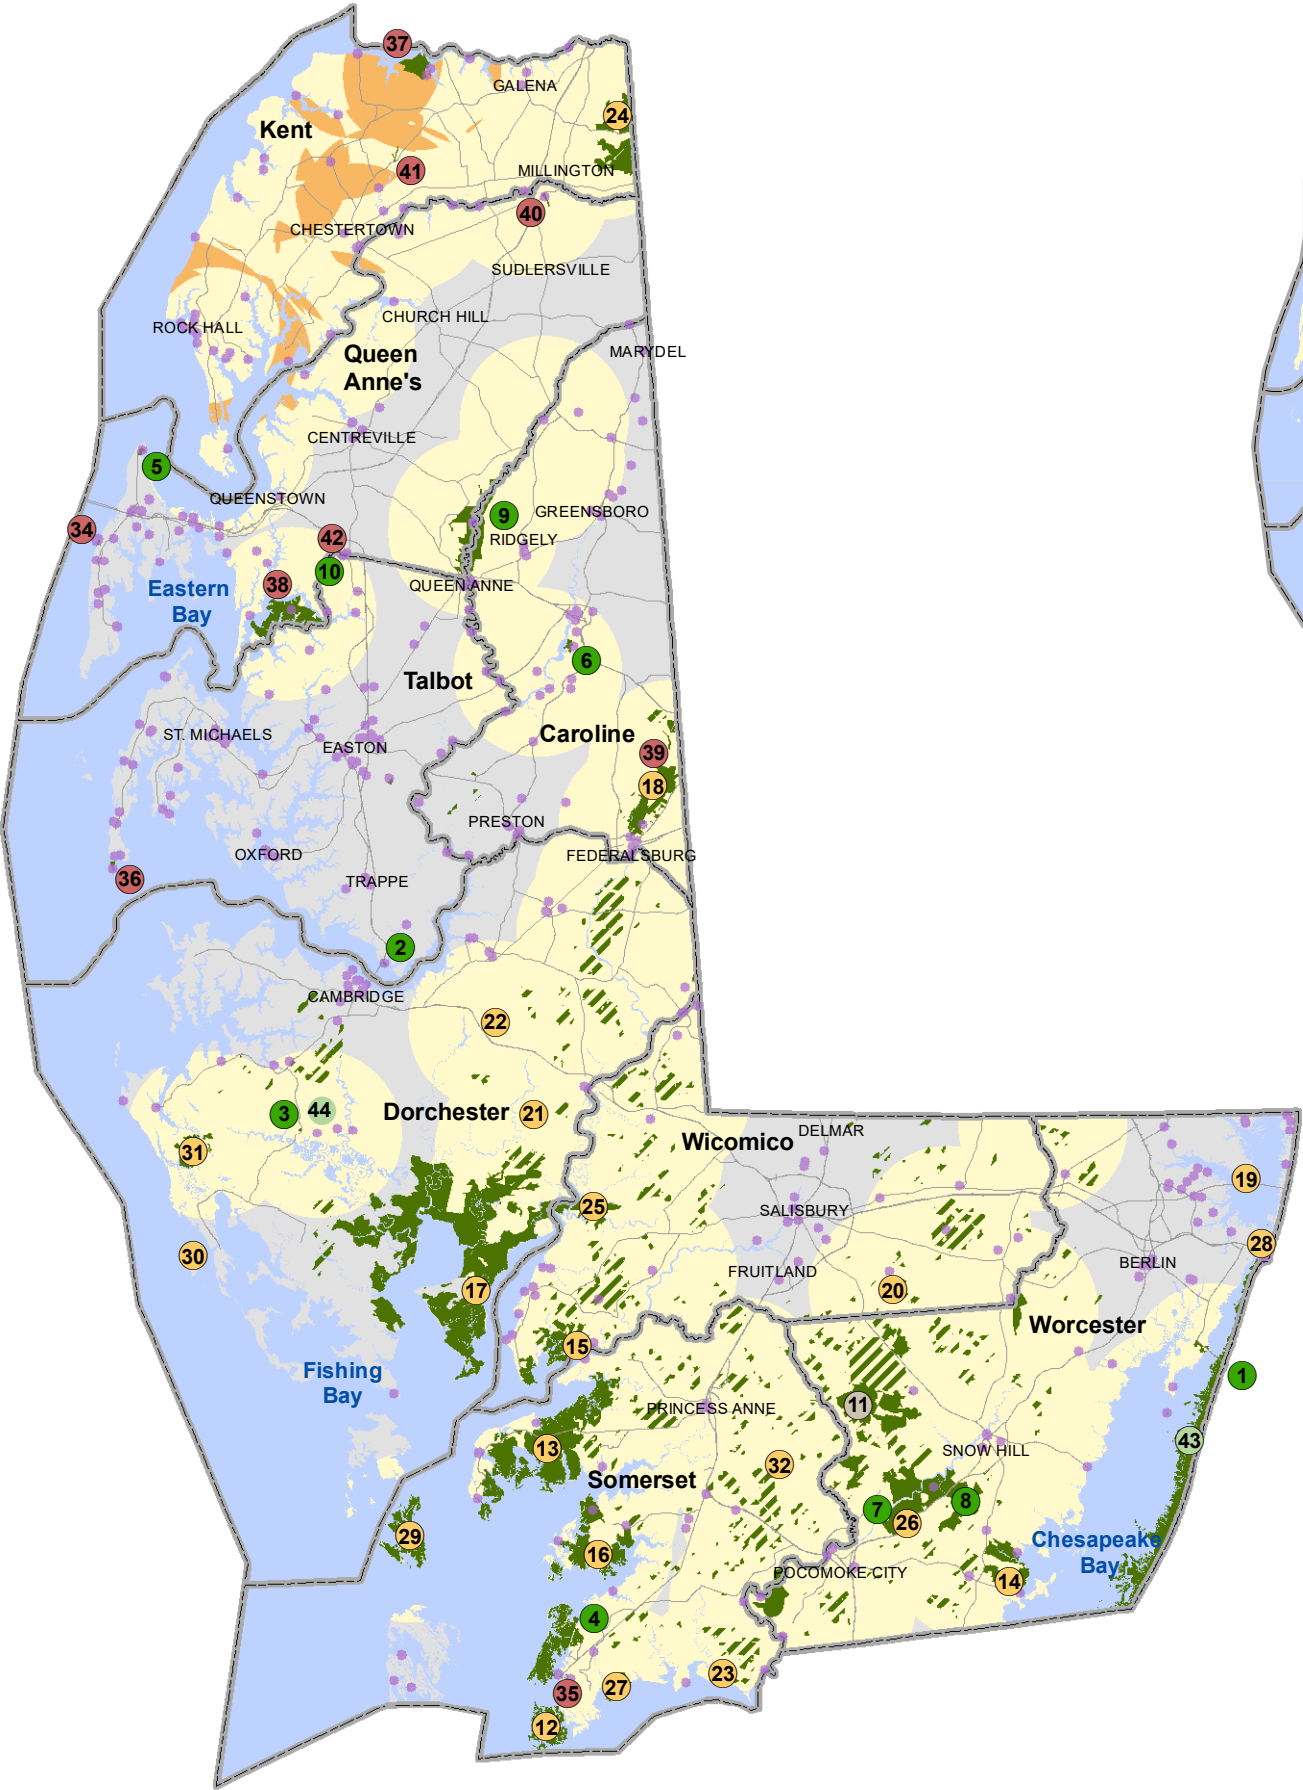 37
GALENA
24
Kent
41
MILLINGTON
40
CHESTERTOWN
SUDLERSVILLE
CHURCH HILL
ROCK HALL
Queen
Anne's
MARYDEL
CENTREVILLE
5
QUEENSTOWN
9
GREENSBORO
34
42
RIDGELY
10
38
QUEEN ANNE
Eastern
Bay
6
Talbot
ST. MICHAELS
Caroline
EASTON
39
18
PRESTON
OXFORD
FEDERALSBURG
36
TRAPPE
2
CAMBRIDGE
22
3
44
Dorchester
21
DELMAR
Wicomico
31
19
25
SALISBURY
30
28
FRUITLAND
BERLIN
17
20
Worcester
15
Fishing
Bay
1
11
PRINCESS ANNE
43
13
SNOW HILL
32
Somerset
8
7
26
29
Chesapeake
Bay
16
POCOMOKE CITY
14
4
23
27
35
12